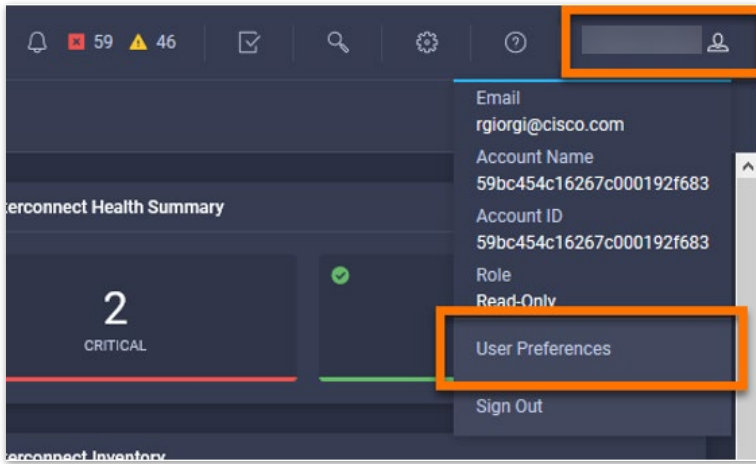 59 46
Email
rgiorgi@cisco.com
Account Name
59bc454c16267c000192f683
Account ID
59bc454c16267c000192f683
Role
Read-Only
User Preferences
Sign Out
terconnect Health Summary
2
CRITICAL
terconnect Inventory